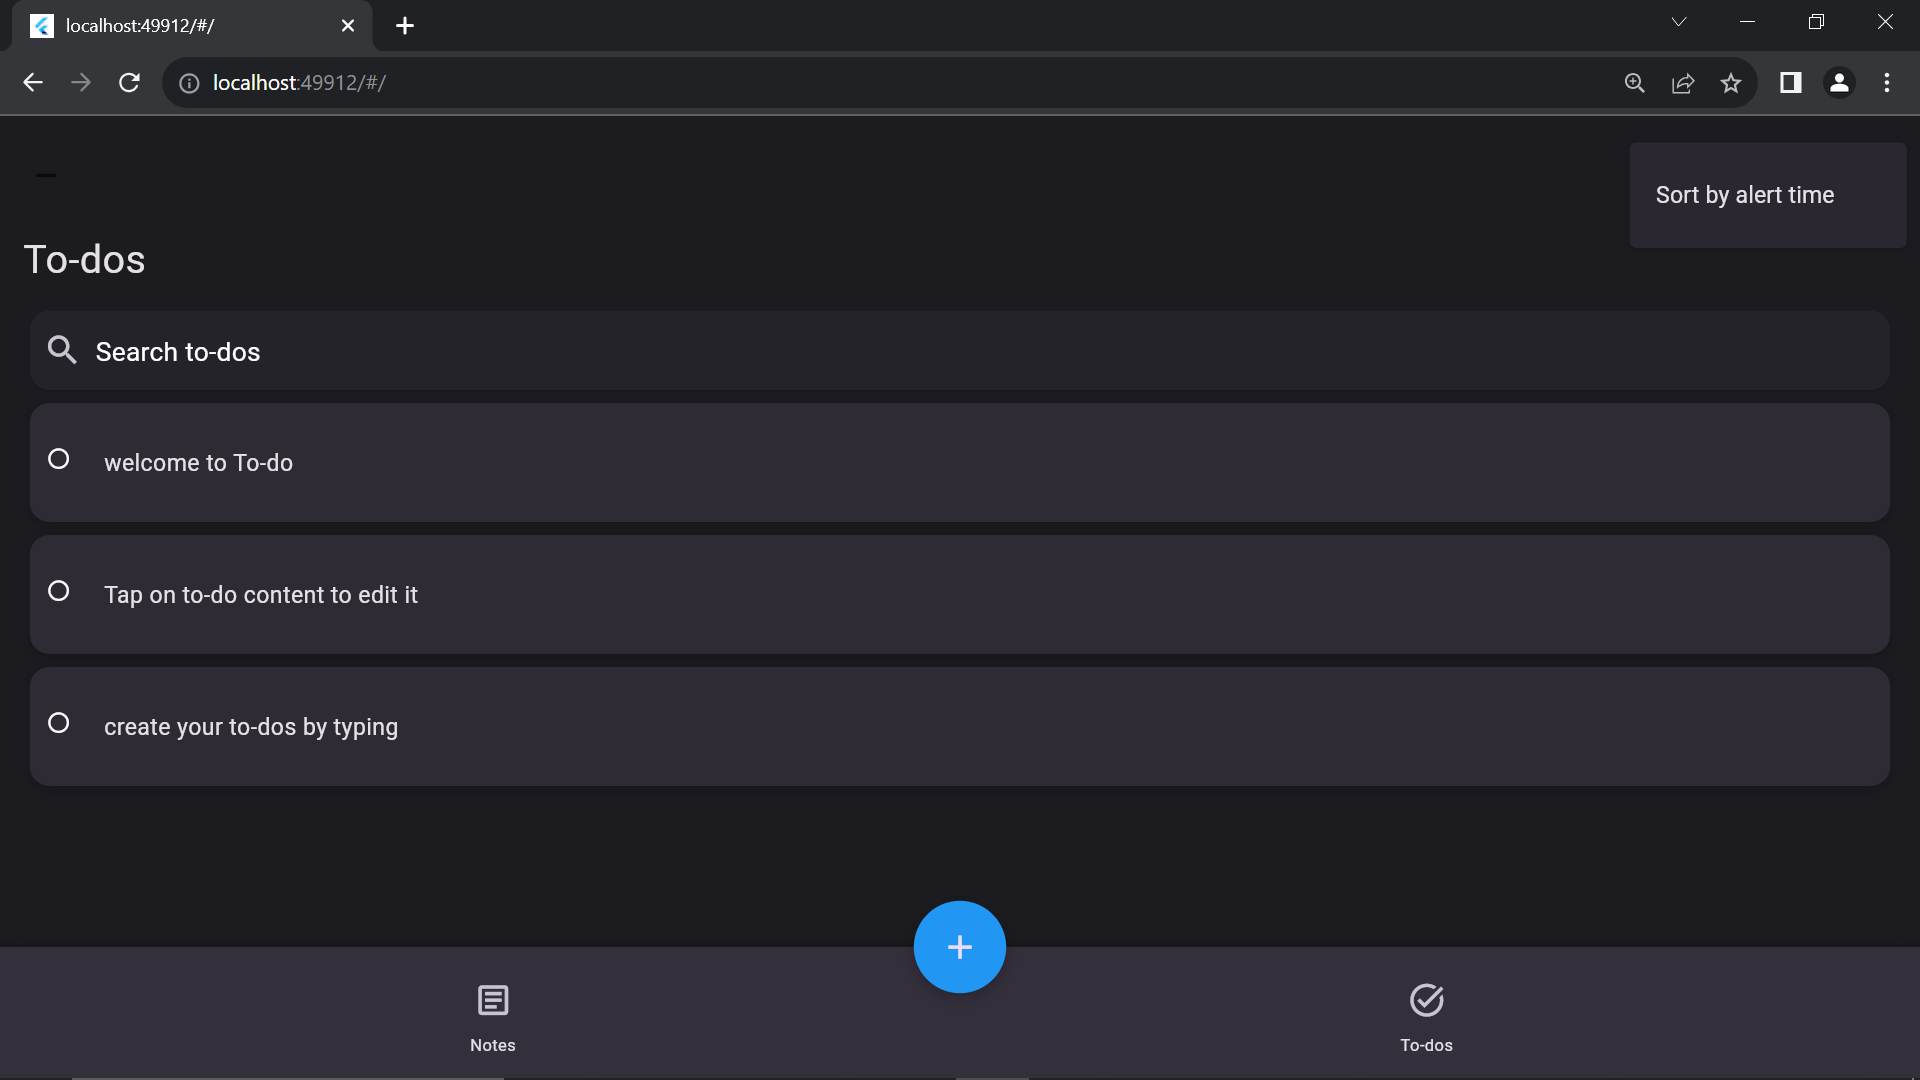 localhost:49912/#/
localhost:49912/#/
Sort by alert time
To-dos
Search to-dos
welcome to To-do
Tap on to-do content to edit it
create your to-dos by typing
Notes
To-dos